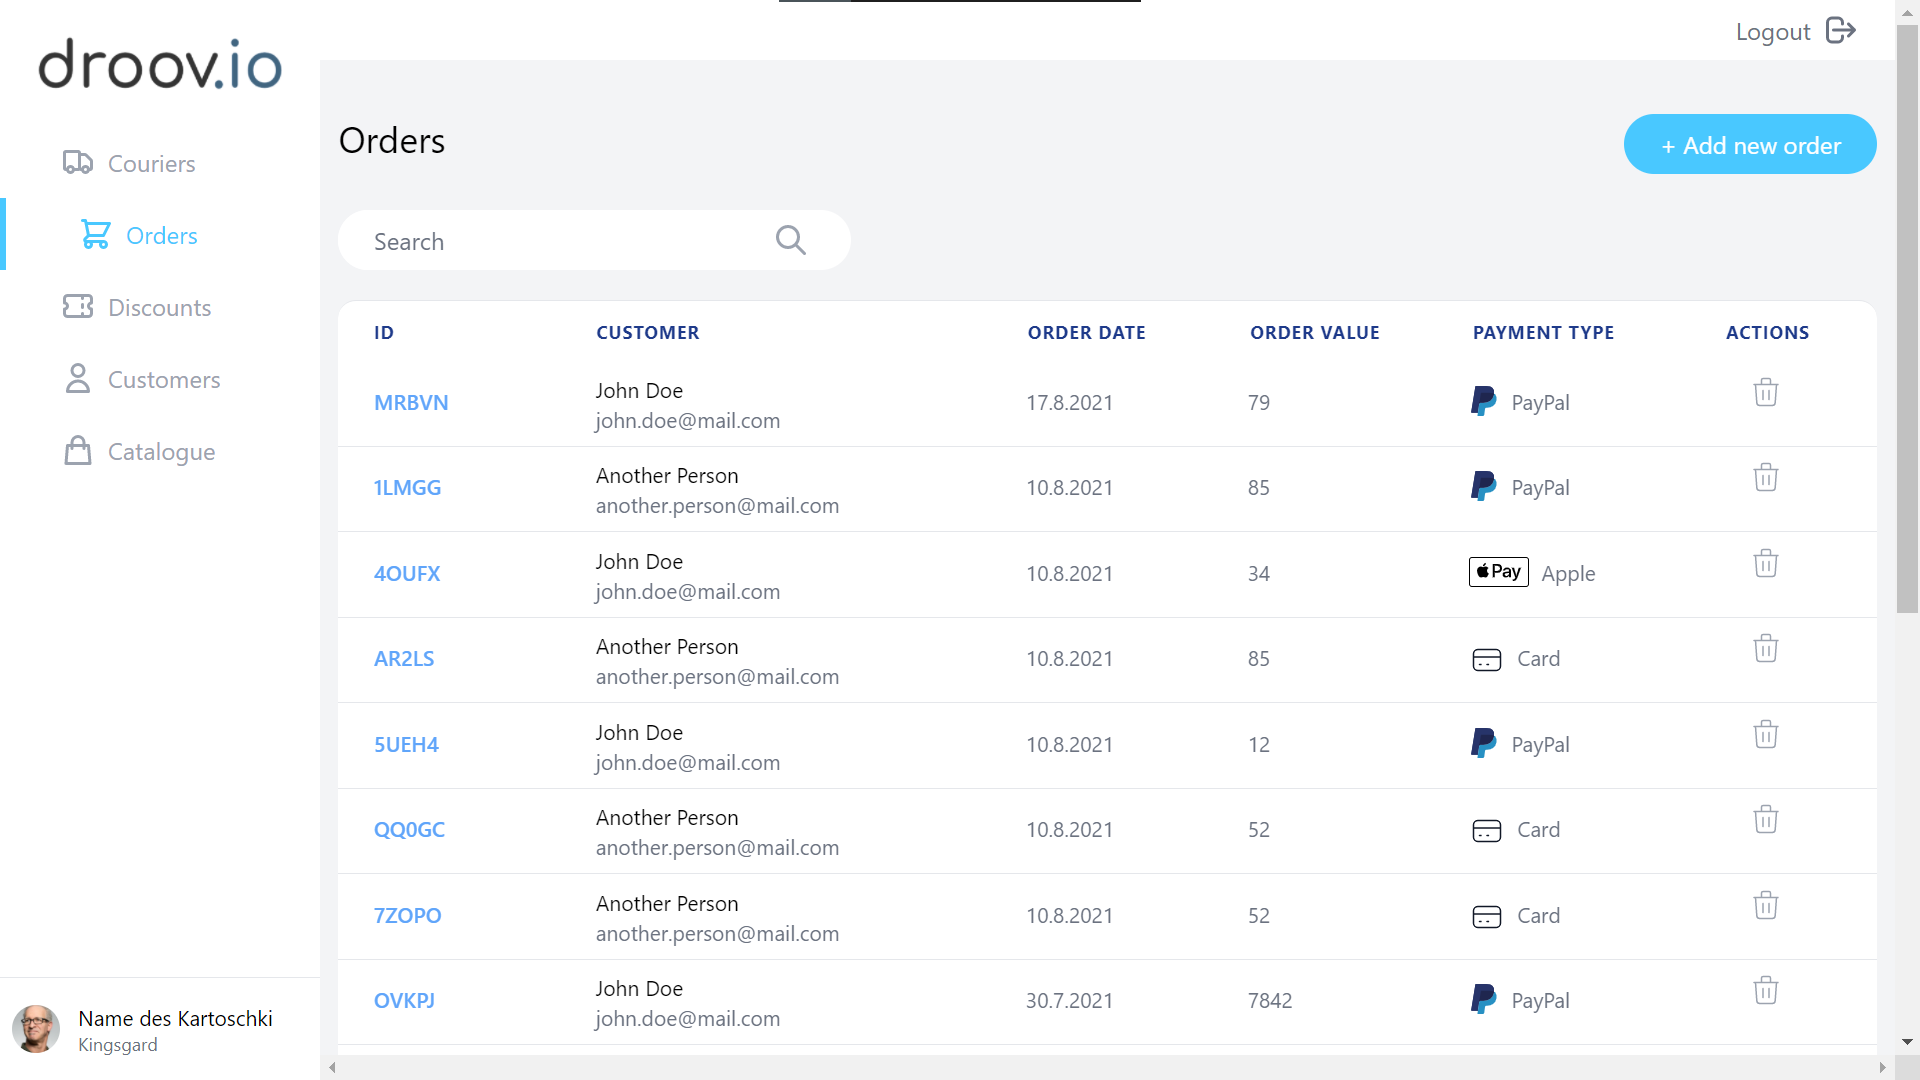 droov.io
Logout
Couriers
Orders
Discounts
Customers
Catalogue
Orders
+ Add new order
Search
ID CUSTOMER ORDER DATE ORDER VALUE PAYMENT TYPE ACTIONS
MRBVN John Doe 17.8.2021 79 PayPal
john.doe@mail.com
1LMGG Another Person 10.8.2021 85 PayPal
another.person@mail.com
4OUFX John Doe 10.8.2021 34 Pay Apple
john.doe@mail.com
AR2LS Another Person 10.8.2021 85 Card
another.person@mail.com
5UEH4 John Doe 10.8.2021 12 PayPal
john.doe@mail.com
QQ0GC Another Person 10.8.2021 52 Card
another.person@mail.com
7ZOPO Another Person 10.8.2021 52 Card
another.person@mail.com
OVKPJ John Doe 30.7.2021 7842 PayPal
john.doe@mail.com
Name des Kartoschki
Kingsgard